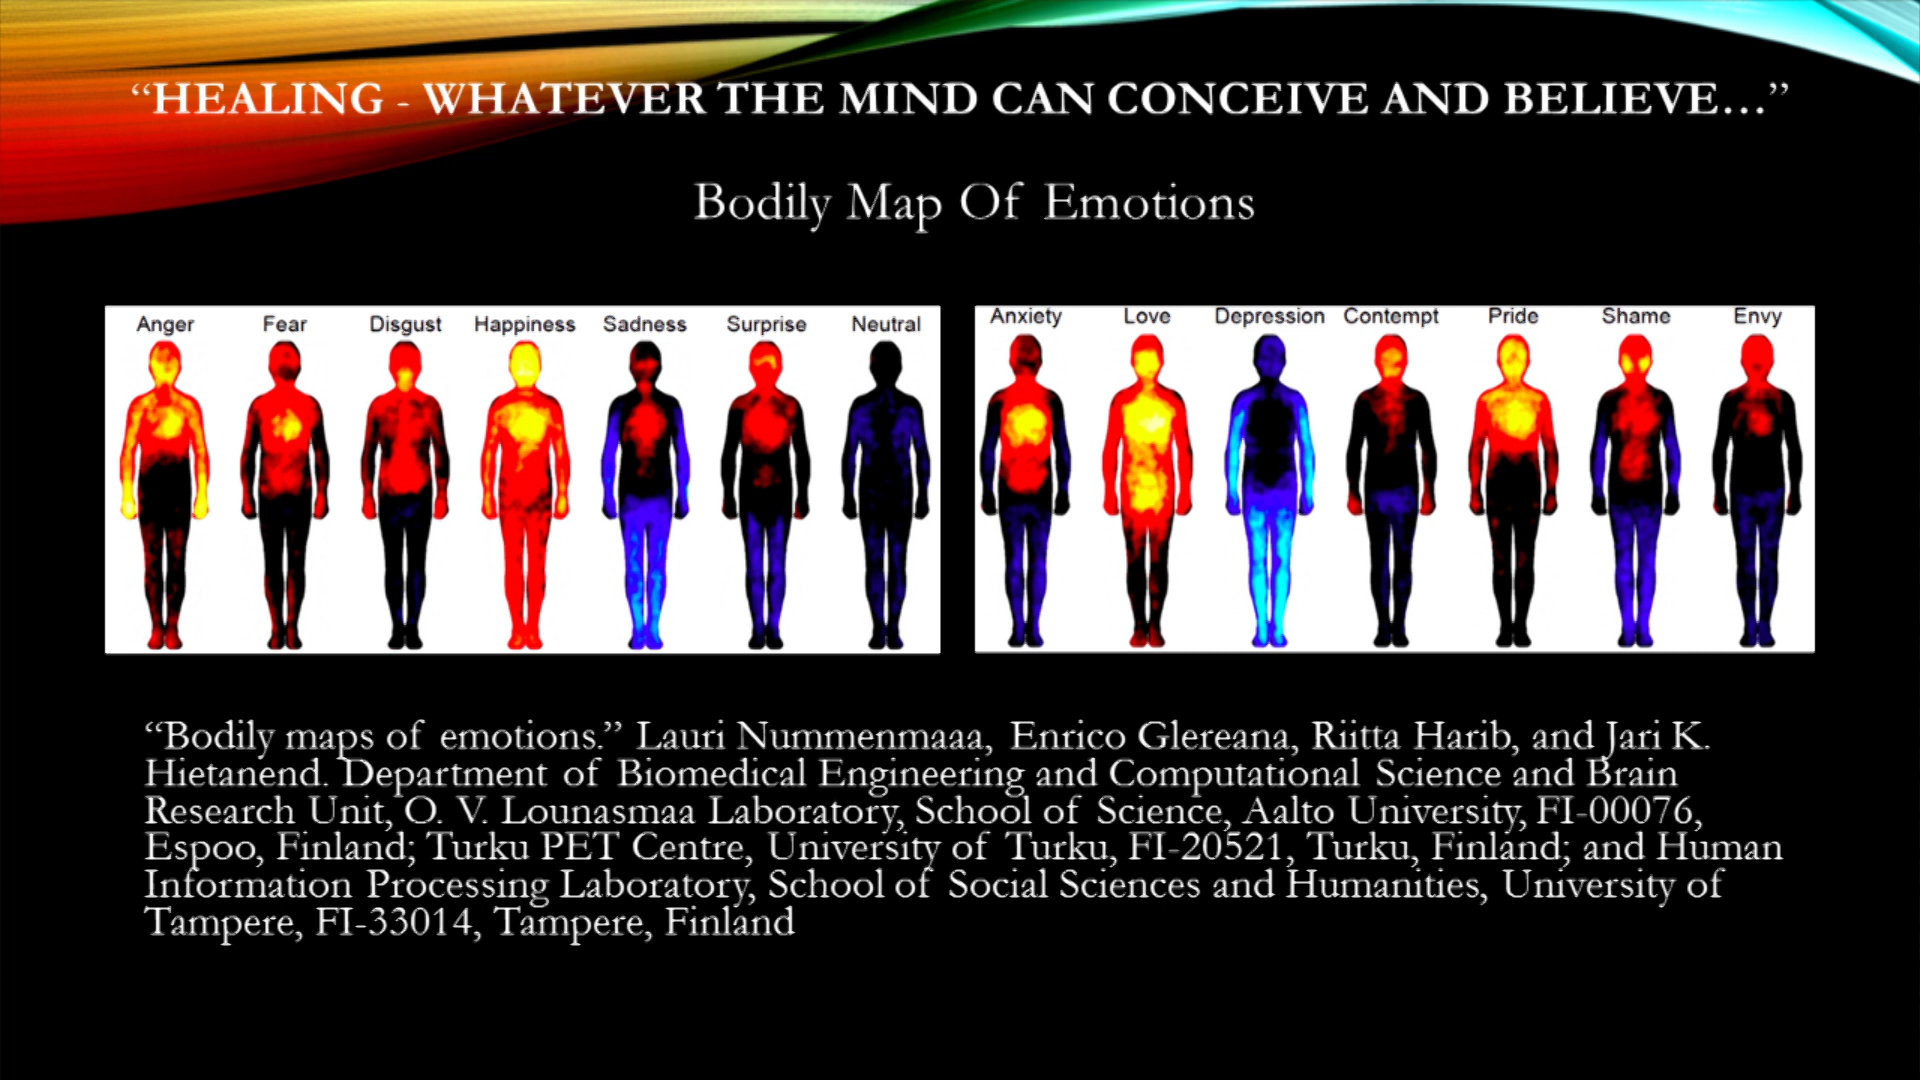 “HEALING - WHATEVER THE MIND CAN CONCEIVE AND BELIEVE...”
Bodily Map Of Emotions
Anger Fear Disgust Happiness Sadness Surprise Neutral
Anxiety Love Depression Contempt Pride Shame Envy
“Bodily maps of emotions.” Lauri Nummenmaaa, Enrico Glereana, Riitta Harib, and Jari K.
Hietanend. Department of Biomedical Engineering and Computational Science and Brain
Research Unit, O. V. Lounasmaa Laboratory, School of Science, Aalto University, FI-00076,
Espoo, Finland; Turku PET Centre, University of Turku, FI-20521, Turku, Finland; and Human
Information Processing Laboratory, School of Social Sciences and Humanities, University of
Tampere, FI-33014, Tampere, Finland